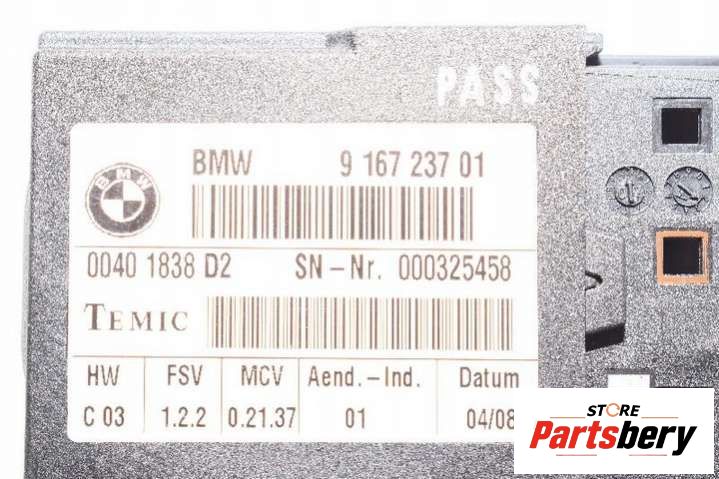 PASS
BMW 9 167 237 01
BMW
0040 1838 D2 SN-Nr. 000325458
TEMIC
HW FSV MCV Aend.-Ind. Datum
C 03 1.2.2 0.21.37 01 04/08
STORE
Partsbery